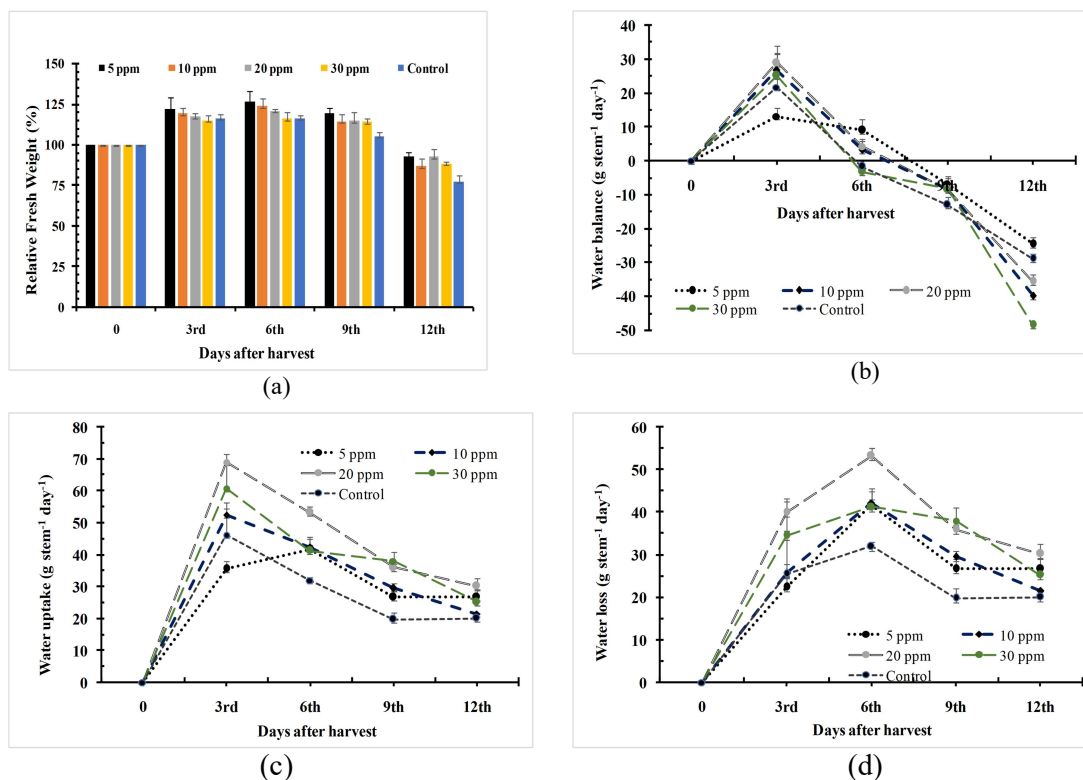 5 ppm 10 ppm 20 ppm 30 ppm Control
150
125
100
75
50
25
0
Relative Fresh Weight (%)
0 3rd 6th 9th 12th
Days after harvest
(a)
40
30
20
10
0
-10
-20
-30
-40
-50
Water balance (g stem⁻¹ day⁻¹)
0 3rd 6th 9th 12th
Days after harvest
5 ppm 10 ppm 20 ppm
30 ppm Control
(b)
80
70
60
50
40
30
20
10
0
Water uptake (g stem⁻¹ day⁻¹)
5 ppm 10 ppm
20 ppm 30 ppm
Control
0 3rd 6th 9th 12th
Days after harvest
(c)
60
50
40
30
20
10
0
Water loss (g stem⁻¹ day⁻¹)
5 ppm 10 ppm
20 ppm 30 ppm
Control
0 3rd 6th 9th 12th
Days after harvest
(d)